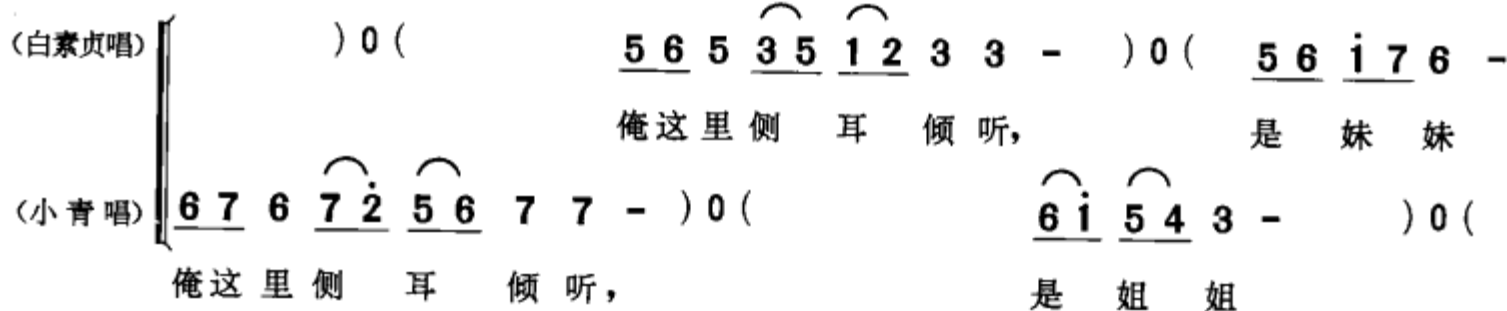 （白素贞唱） ）0（ 5 6 5 3 5 1 2 3 3 - ）0（ 5 6 i̇ 7 6 -
俺这里侧 耳 倾听， 是 妹 妹
（小青唱） 6 7 6 7 2̇ 5 6 7 7 - ）0（ 6 i̇ 5 4 3 - ）0（
俺这里侧 耳 倾听， 是 姐 姐